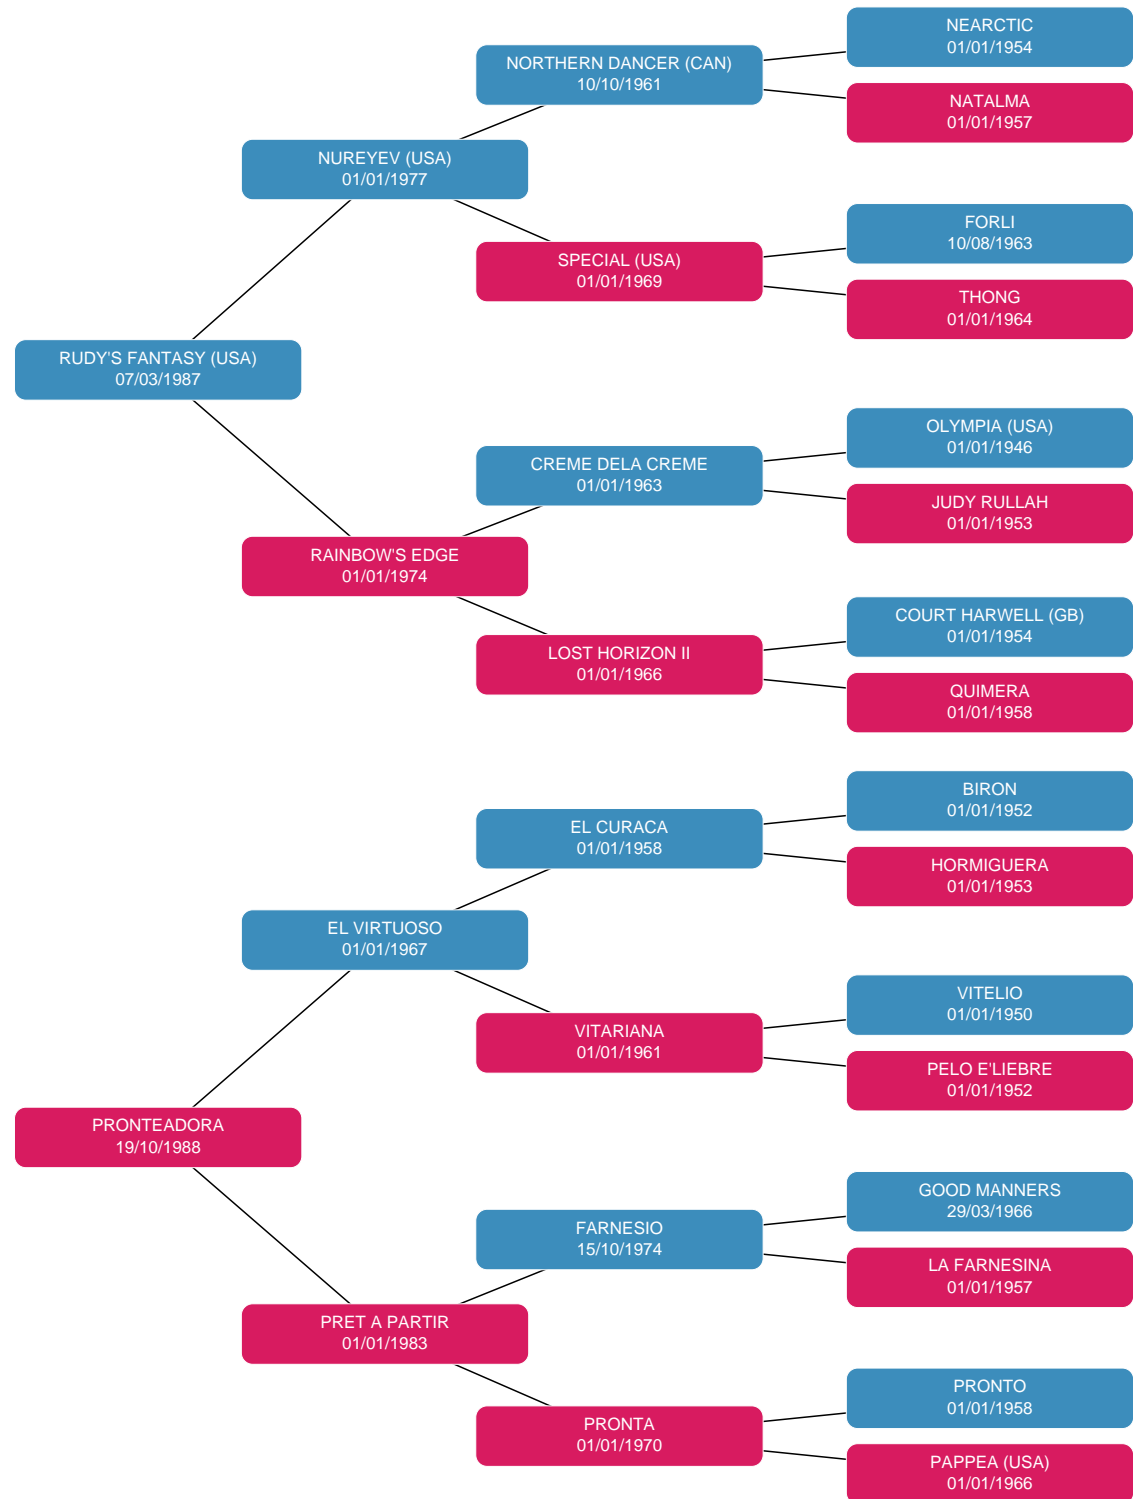 NEARCTIC
01/01/1954
NORTHERN DANCER (CAN)
10/10/1961
NATALMA
01/01/1957
NUREYEV (USA)
01/01/1977
FORLI
10/08/1963
SPECIAL (USA)
01/01/1969
THONG
01/01/1964
RUDY'S FANTASY (USA)
07/03/1987
OLYMPIA (USA)
01/01/1946
CREME DELA CREME
01/01/1963
JUDY RULLAH
01/01/1953
RAINBOW'S EDGE
01/01/1974
COURT HARWELL (GB)
01/01/1954
LOST HORIZON II
01/01/1966
QUIMERA
01/01/1958
BIRON
01/01/1952
EL CURACA
01/01/1958
HORMIGUERA
01/01/1953
EL VIRTUOSO
01/01/1967
VITELIO
01/01/1950
VITARIANA
01/01/1961
PELO E'LIEBRE
01/01/1952
PRONTEADORA
19/10/1988
GOOD MANNERS
29/03/1966
FARNESIO
15/10/1974
LA FARNESINA
01/01/1957
PRET A PARTIR
01/01/1983
PRONTO
01/01/1958
PRONTA
01/01/1970
PAPPEA (USA)
01/01/1966